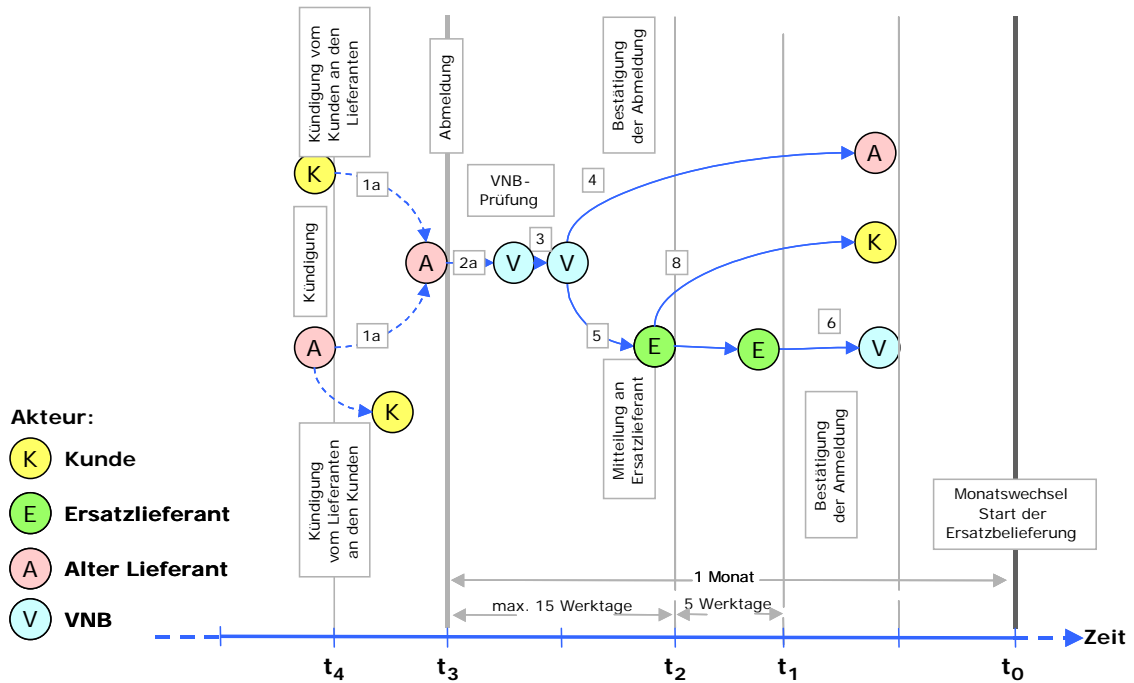 Kündigung vom
Kunden an den
Lieferanten
Abmeldung
Bestätigung
der Abmeldung
K
1a
VNB-
Prüfung
4
A
Kündigung
A
2a
V
3
V
8
K
A
1a
5
E
E
6
V
K
Mitteilung an
Ersatzlieferant
Bestätigung
der Anmeldung
Kündigung
vom Lieferanten
an den Kunden
Akteur:
K Kunde
E Ersatzlieferant
A Alter Lieferant
V VNB
Monatswechsel
Start der
Ersatzbelieferung
1 Monat
max. 15 Werktage
5 Werktage
Zeit
t4
t3
t2
t1
t0